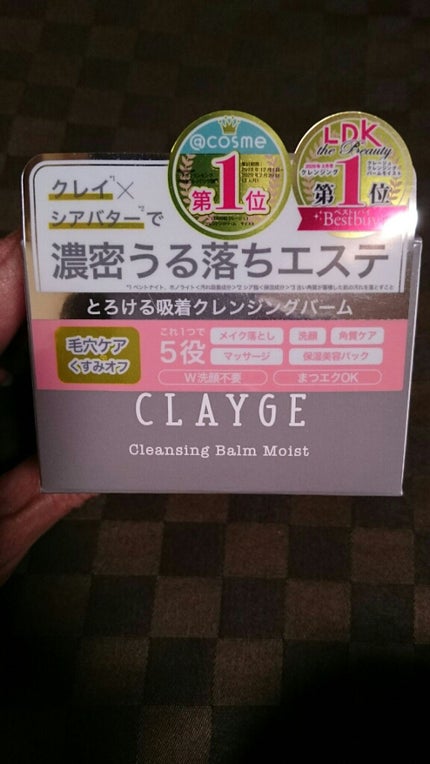 @cosme
第1位
LDK
the Beauty
クレンジング
第1位
ベストバイ
Bestbuy
クレイ×
シアバターで
濃密うる落ちエステ
とろける吸着クレンジングバーム
毛穴ケア
くすみオフ
これ1つで
5役
メイク落とし 洗顔 角質ケア
マッサージ 保湿美容パック
W洗顔不要 まつエクOK
CLAYGE
Cleansing Balm Moist